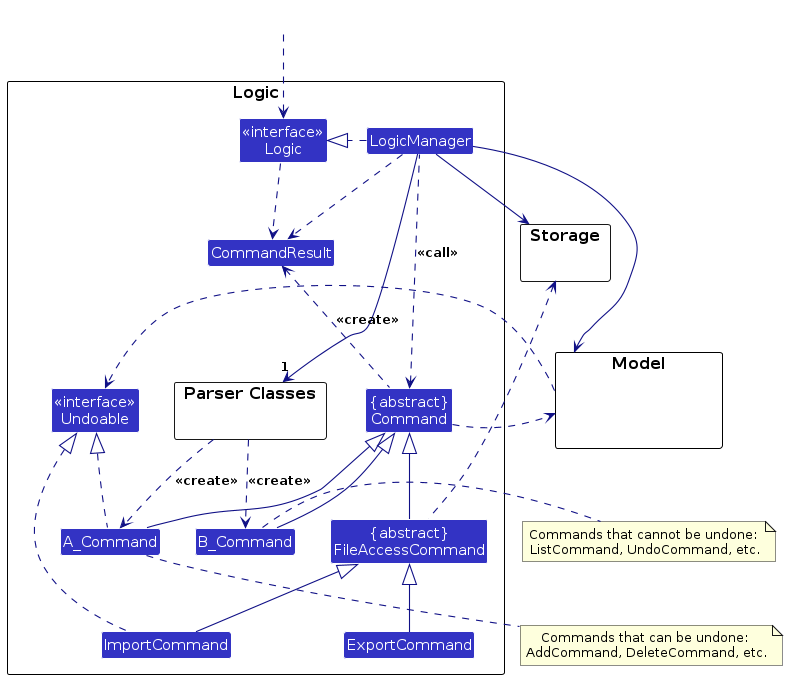 Logic
«interface»
Logic
LogicManager
Storage
CommandResult
«call»
«create»
1
Model
«interface»
Undoable
Parser Classes
{abstract}
Command
«create»
«create»
A_Command
B_Command
{abstract}
FileAccessCommand
Commands that cannot be undone:
ListCommand, UndoCommand, etc.
ImportCommand
ExportCommand
Commands that can be undone:
AddCommand, DeleteCommand, etc.